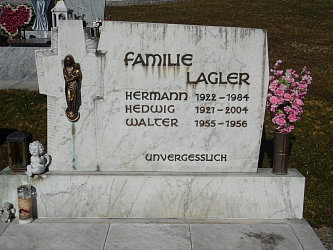 FAMILIE
LAGLER
HERMANN 1922-1984
HEDWIG 1921-2004
WALTER 1955-1956
UNVERGESSLICH